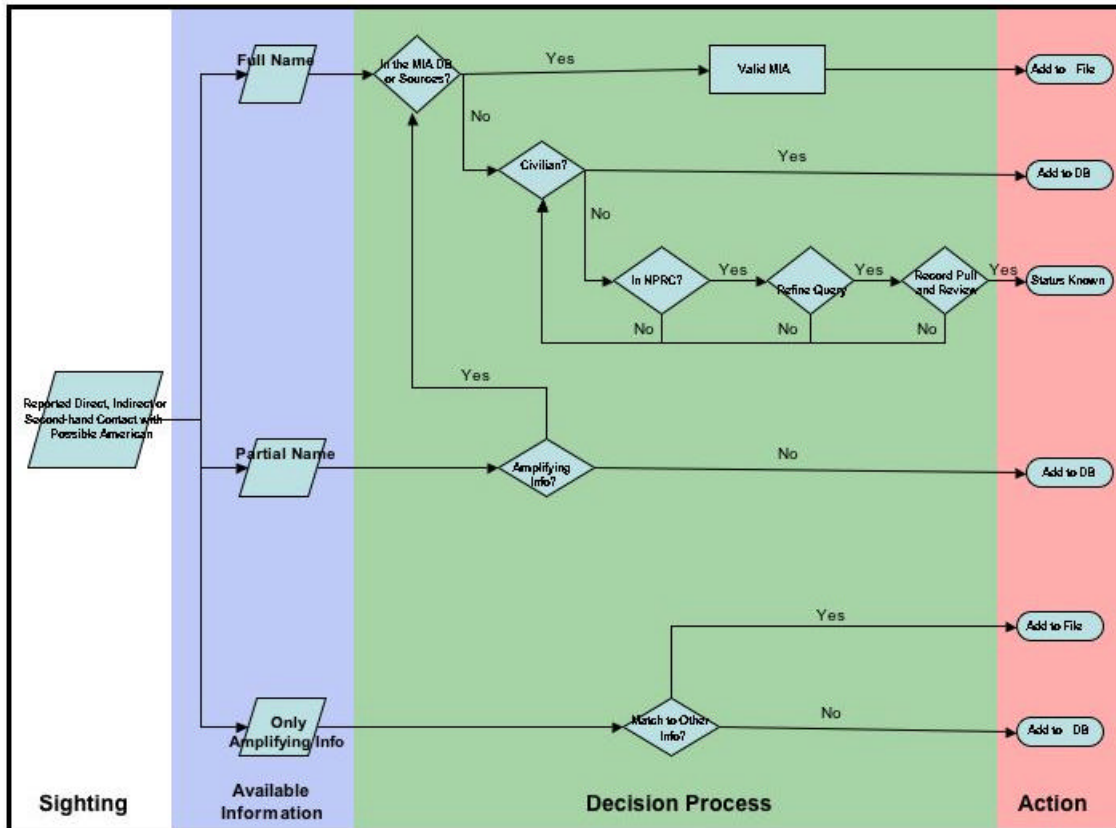 Full Name
In the MIA DB
or Sources?
Yes
Valid MIA
Add to File
No
Civilian?
Yes
Add to DB
No
In NPRC?
Yes
Refine Query
Yes
Record Pull
and Review
Yes
Status Known
No
No
No
Yes
Reported Direct, Indirect or
Second-hand Contact with
Possible American
Partial Name
Amplifying
Info?
No
Add to DB
Yes
Add to File
Only
Amplifying Info
Match to Other
Info?
No
Add to DB
Sighting
Available
Information
Decision Process
Action